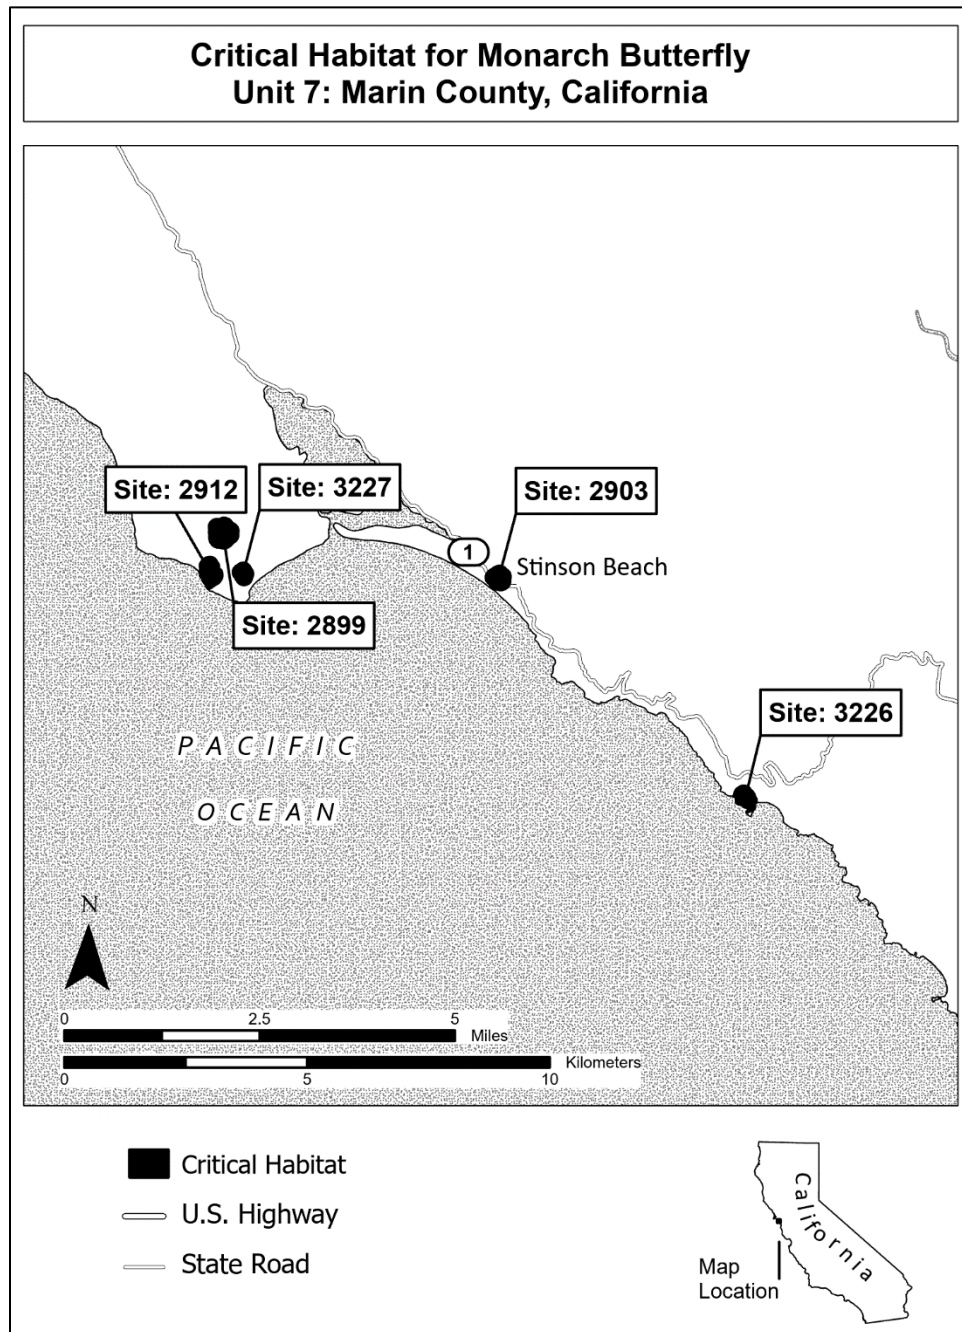 Critical Habitat for Monarch Butterfly
Unit 7: Marin County, California
Site: 2912
Site: 3227
Site: 2903
1
Stinson Beach
Site: 2899
Site: 3226
PACIFIC
OCEAN
N
0 2.5 5
Miles
Kilometers
0 5 10
Critical Habitat
U.S. Highway
State Road
California
Map
Location